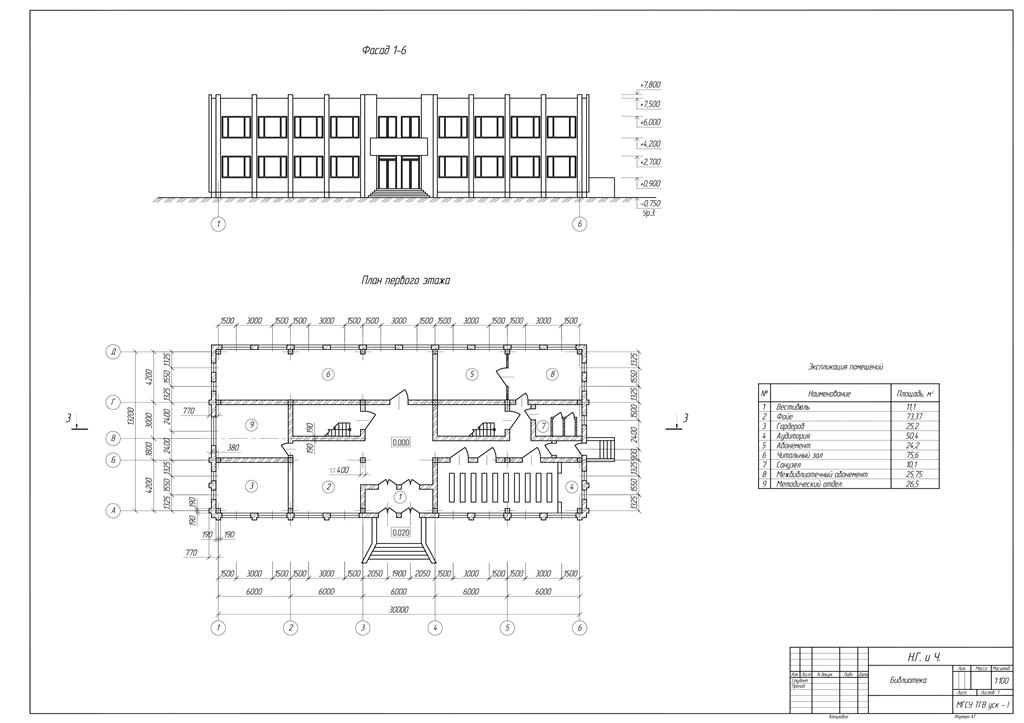 Фасад 1-6
+7,800
+7,500
+6,000
+4,200
+2,700
+0,900
-0,750
Ур.З.
1 6
План первого этажа
1500 3000 1500 1500 3000 1500 1500 3000 1500 1500 3000 1500 1500 3000 1500
Д
Г
В
Б
А
13200
4200
3000
1800
4200
1325
1550
1325
2400
2400
1325
1550
1325
190
190
770
380
190
190
□400
0.000
0.020
6
5
8
9
7
3
2
1
4
1325
1550
1325
1500
2400
900
1325
1550
1325
3 3
190 190
770
1500 3000 1500 1500 3000 1500 2050 1900 2050 1500 3000 1500 1500 3000 1500
6000 6000 6000 6000 6000
30000
1 2 3 4 5 6
Экспликация помещений
№ Наименование Площадь, м²
1 Вестибюль 11,1
2 Фойе 73,37
3 Гардероб 25,2
4 Аудитория 50,4
5 Абонемент 24,2
6 Читальный зал 75,6
7 Санузел 10,1
8 Межбиблиотечный абонемент 25,75
9 Методический отдел 26,5
Н.Г. и Ч.
Лит. Масса Масштаб
Изм Лист № докум. Подп. Дата
Студент
Препод
Библиотека
1:100
Лист Листов 1
МГСУ ТГВ уск - I
Копировал Формат А1